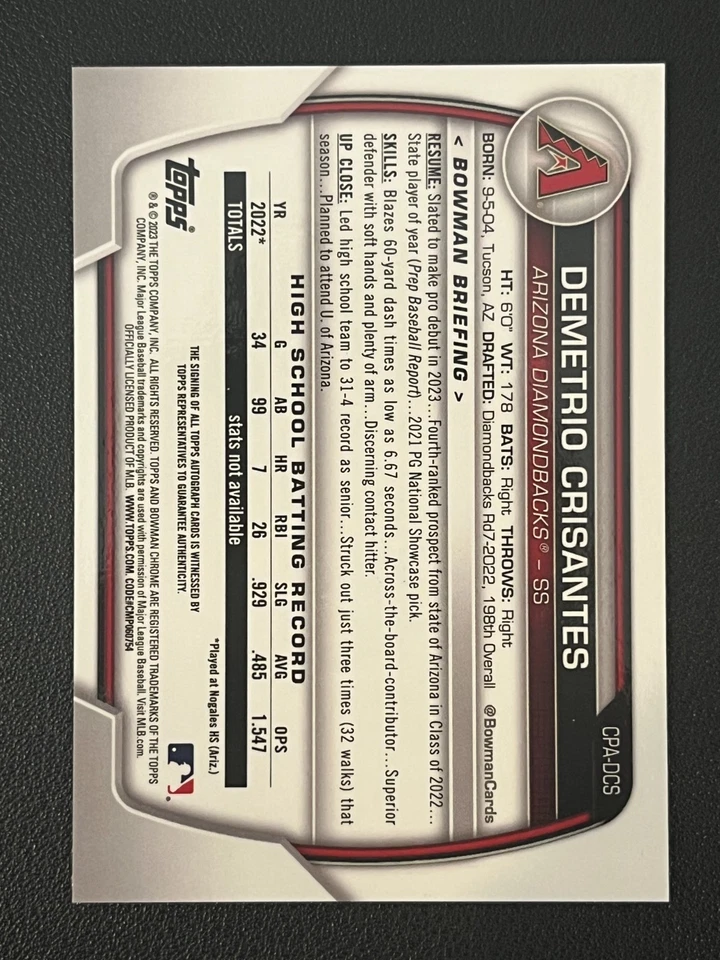 CPA-DCS
DEMETRIO CRISANTES
ARIZONA DIAMONDBACKS® – SS
HT: 6'0" WT: 178 BATS: Right THROWS: Right
BORN: 9-5-04, Tucson, AZ DRAFTED: Diamondbacks Rd7-2022, 198th Overall @BowmanCards
< BOWMAN BRIEFING >
RESUME: Slated to make pro debut in 2023...Fourth-ranked prospect from state of Arizona in Class of 2022...
State player of year (Prep Baseball Report)...2021 PG National Showcase pick.
SKILLS: Blazes 60-yard dash times as low as 6.67 seconds...Across-the-board-contributor...Superior
defender with soft hands and plenty of arm...Discerning contact hitter.
UP CLOSE: Led high school team to 31-4 record as senior...Struck out just three times (32 walks) that
season...Planned to attend U. of Arizona.
HIGH SCHOOL BATTING RECORD
YR G AB HR RBI SLG AVG OPS
2022* 34 99 7 26 .929 .485 1.547
TOTALS stats not available
*Played at Nogales HS (Ariz.)
THE SIGNING OF ALL TOPPS AUTOGRAPH CARDS IS WITNESSED BY
TOPPS REPRESENTATIVES TO GUARANTEE AUTHENTICITY.
topps®
® & © 2023 THE TOPPS COMPANY, INC. ALL RIGHTS RESERVED. TOPPS AND BOWMAN CHROME ARE REGISTERED TRADEMARKS OF THE TOPPS
COMPANY, INC. Major League Baseball trademarks and copyrights are used with permission of Major League Baseball. Visit MLB.com.
OFFICIALLY LICENSED PRODUCT OF MLB. WWW.TOPPS.COM. CODE#CMP060754